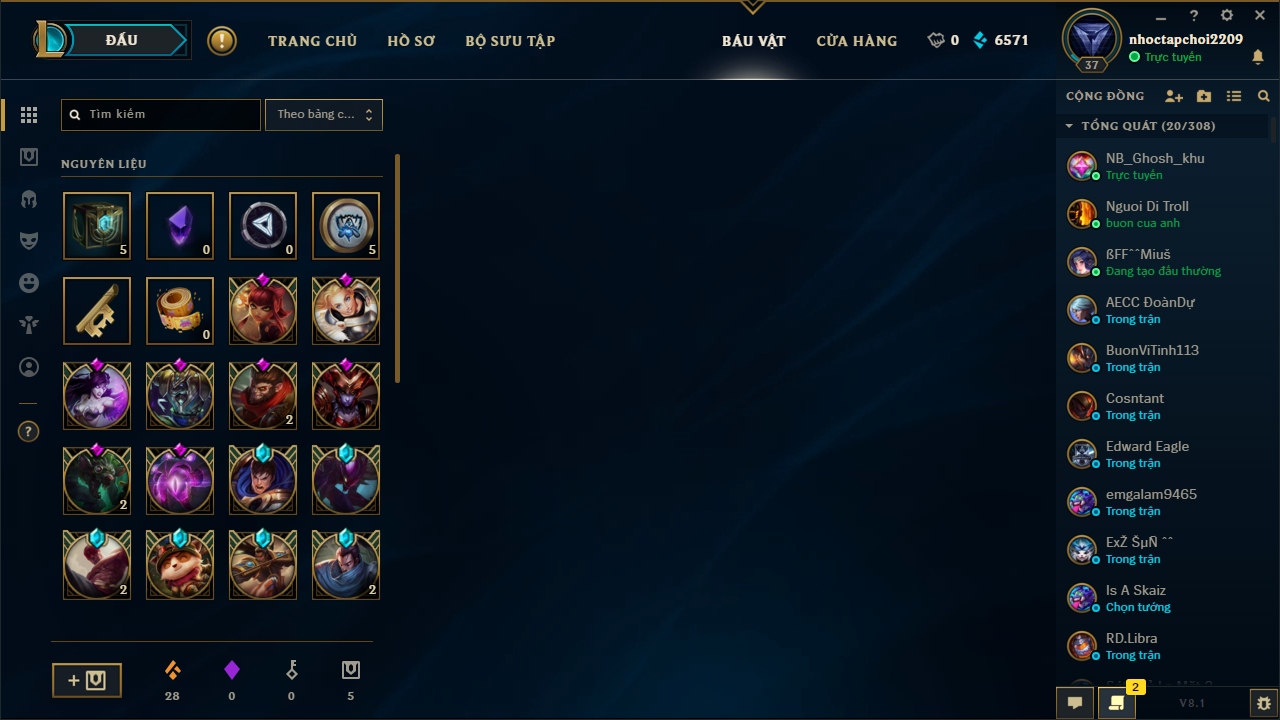 ĐẤU
TRANG CHỦ
HỒ SƠ
BỘ SƯU TẬP
BÁU VẬT
CỬA HÀNG
0
6571
37
nhoctapchoi2209
Trực tuyến
Tìm kiếm
Theo bảng c...
NGUYÊN LIỆU
5
0
0
5
0
2
2
2
2
28
0
0
5
CỘNG ĐỒNG
TỔNG QUÁT (20/308)
NB_Ghosh_khu
Trực tuyến
Nguoi Di Troll
buon cua anh
ßFFˆˆMiuš
Đang tạo đấu thường
AECC ĐoànDự
Trong trận
BuonViTinh113
Trong trận
Cosntant
Trong trận
Edward Eagle
Trong trận
emgalam9465
Trong trận
ExŽ ŠµÑ ˆˆ
Trong trận
Is A Skaiz
Chọn tướng
RD.Libra
Trong trận
2
V8.1